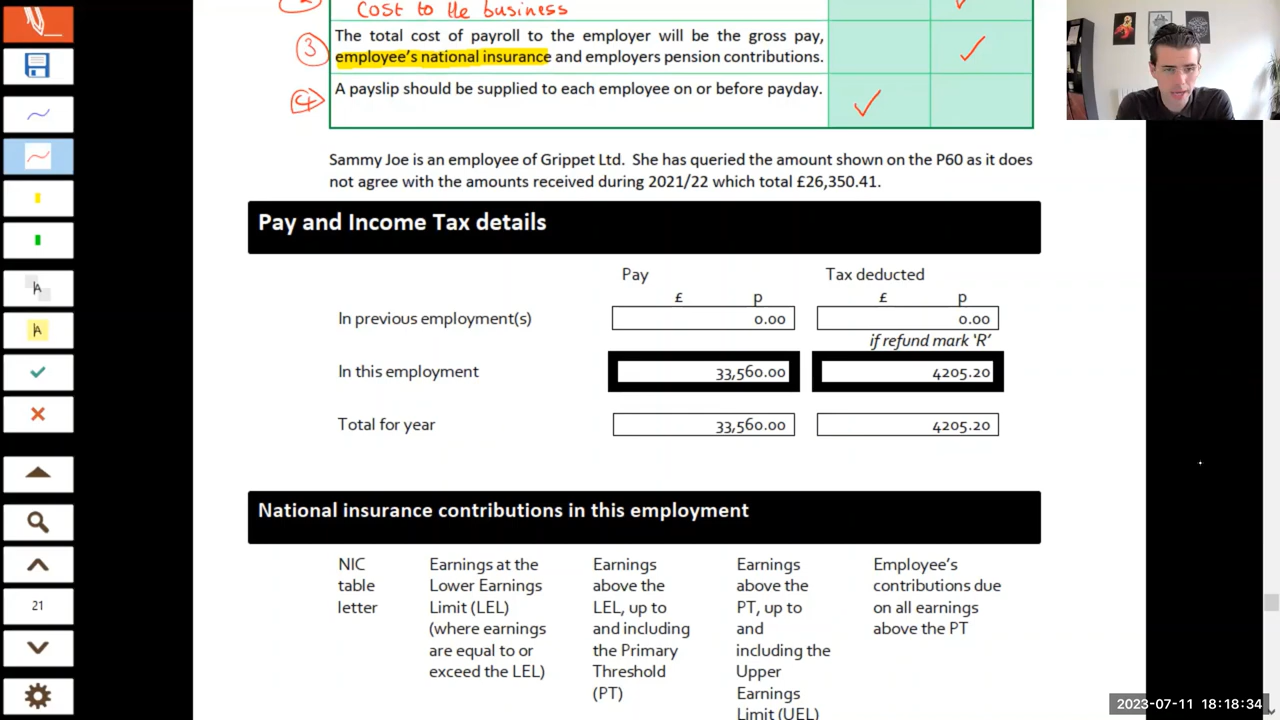 2
Cost to the business
The total cost of payroll to the employer will be the gross pay,
3
employee's national insurance and employers pension contributions.
4
A payslip should be supplied to each employee on or before payday.
Sammy Joe is an employee of Grippet Ltd. She has queried the amount shown on the P60 as it does
not agree with the amounts received during 2021/22 which total £26,350.41.
Pay and Income Tax details
Pay
Tax deducted
£ p £ p
In previous employment(s) 0.00 0.00
if refund mark 'R'
In this employment 33,560.00 4205.20
Total for year 33,560.00 4205.20
National insurance contributions in this employment
NIC
table
letter
Earnings at the
Lower Earnings
Limit (LEL)
(where earnings
are equal to or
exceed the LEL)
Earnings
above the
LEL, up to
and including
the Primary
Threshold
(PT)
Earnings
above the
PT, up to
and
including the
Upper
Earnings
Limit (UEL)
Employee's
contributions due
on all earnings
above the PT
A
A
21
2023-07-11 18:18:34